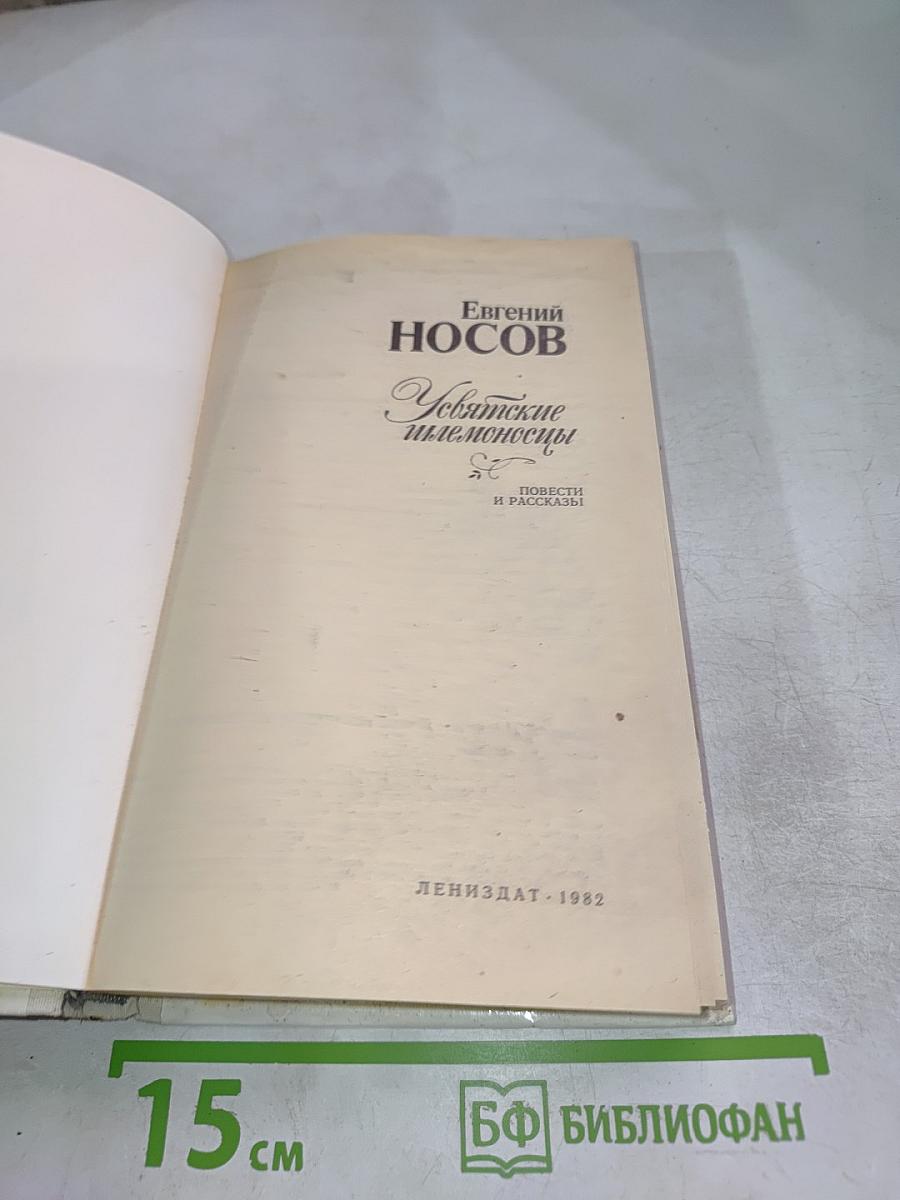 Евгений
НОСОВ
Усвятские
шлемоносцы
ПОВЕСТИ
И РАССКАЗЫ
ЛЕНИЗДАТ · 1982
15 см
БФ БИБЛИОФАН